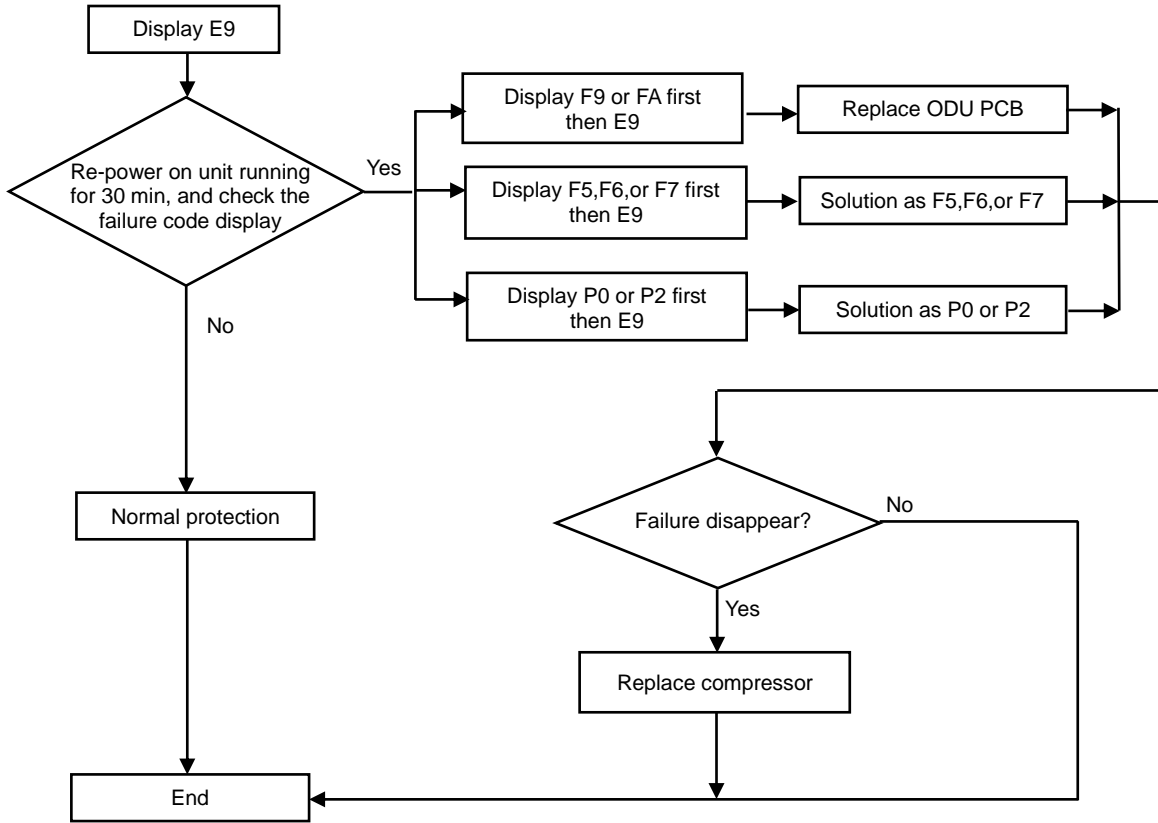 Display E9
Re-power on unit running
for 30 min, and check the
failure code display
Yes
No
Display F9 or FA first
then E9
Replace ODU PCB
Display F5,F6,or F7 first
then E9
Solution as F5,F6,or F7
Display P0 or P2 first
then E9
Solution as P0 or P2
Normal protection
Failure disappear?
No
Yes
Replace compressor
End